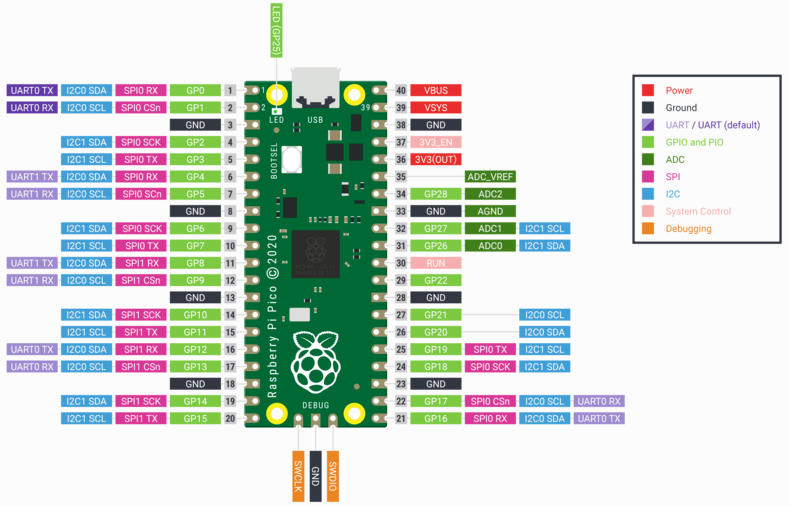 LED (GP25)
UART0 TX I2C0 SDA SPI0 RX GP0 1
UART0 RX I2C0 SCL SPI0 CSn GP1 2
GND 3
I2C1 SDA SPI0 SCK GP2 4
I2C1 SCL SPI0 TX GP3 5
UART1 TX I2C0 SDA SPI0 RX GP4 6
UART1 RX I2C0 SCL SPI0 SCn GP5 7
GND 8
I2C1 SDA SPI0 SCK GP6 9
I2C1 SCL SPI0 TX GP7 10
UART1 TX I2C0 SDA SPI1 RX GP8 11
UART1 RX I2C0 SCL SPI1 CSn GP9 12
GND 13
I2C1 SDA SPI1 SCK GP10 14
I2C1 SCL SPI1 TX GP11 15
UART0 TX I2C0 SDA SPI1 RX GP12 16
UART0 RX I2C0 SCL SPI1 CSn GP13 17
GND 18
I2C1 SDA SPI1 SCK GP14 19
I2C1 SCL SPI1 TX GP15 20
1
2
39
LED
USB
BOOTSEL
Raspberry Pi Pico © 2020
DEBUG
SWCLK
GND
SWDIO
40 VBUS
39 VSYS
38 GND
37 3V3_EN
36 3V3(OUT)
35 ADC_VREF
34 GP28 ADC2
33 GND AGND
32 GP27 ADC1 I2C1 SCL
31 GP26 ADC0 I2C1 SDA
30 RUN
29 GP22
28 GND
27 GP21 I2C0 SCL
26 GP20 I2C0 SDA
25 GP19 SPI0 TX I2C1 SCL
24 GP18 SPI0 SCK I2C1 SDA
23 GND
22 GP17 SPI0 CSn I2C0 SCL UART0 RX
21 GP16 SPI0 RX I2C0 SDA UART0 TX
Power
Ground
UART / UART (default)
GPIO and PIO
ADC
SPI
I2C
System Control
Debugging